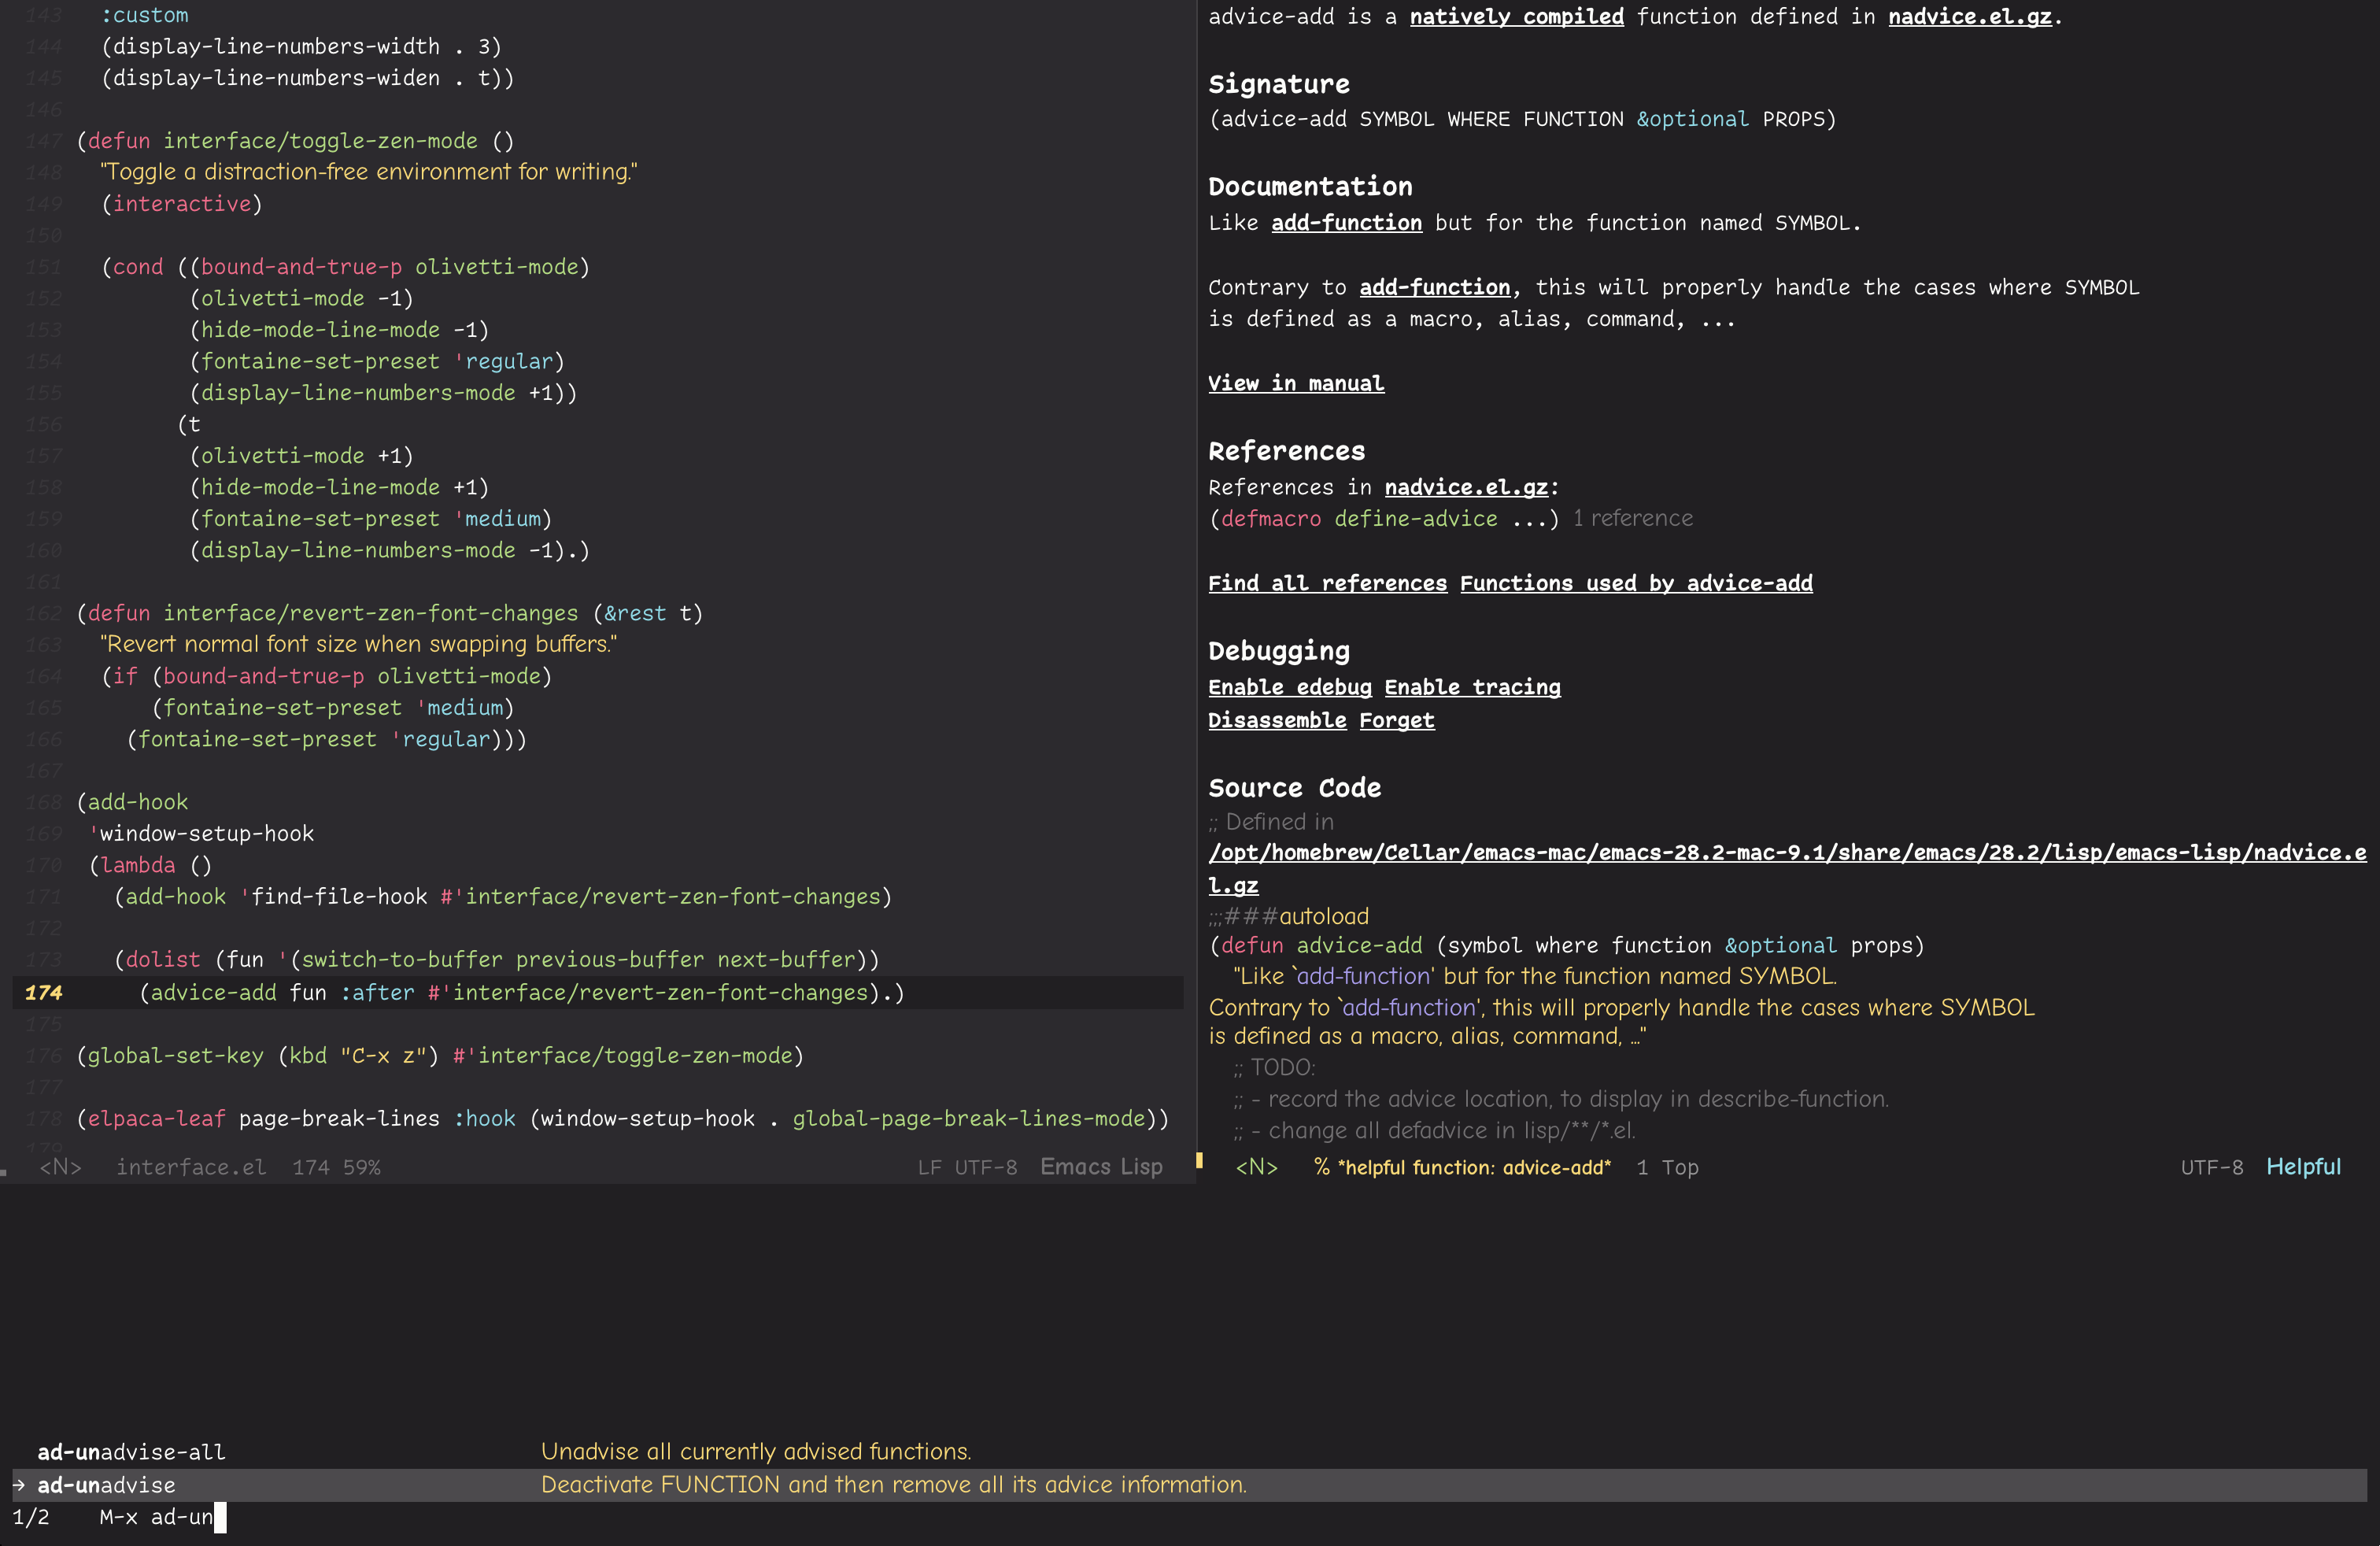 143   :custom
144   (display-line-numbers-width . 3)
145   (display-line-numbers-widen . t))
146
147 (defun interface/toggle-zen-mode ()
148   "Toggle a distraction-free environment for writing."
149   (interactive)
150
151   (cond ((bound-and-true-p olivetti-mode)
152          (olivetti-mode -1)
153          (hide-mode-line-mode -1)
154          (fontaine-set-preset 'regular)
155          (display-line-numbers-mode +1))
156         (t
157          (olivetti-mode +1)
158          (hide-mode-line-mode +1)
159          (fontaine-set-preset 'medium)
160          (display-line-numbers-mode -1).)
161
162 (defun interface/revert-zen-font-changes (&rest t)
163   "Revert normal font size when swapping buffers."
164   (if (bound-and-true-p olivetti-mode)
165       (fontaine-set-preset 'medium)
166     (fontaine-set-preset 'regular)))
167
168 (add-hook
169  'window-setup-hook
170  (lambda ()
171    (add-hook 'find-file-hook #'interface/revert-zen-font-changes)
172
173    (dolist (fun '(switch-to-buffer previous-buffer next-buffer))
174      (advice-add fun :after #'interface/revert-zen-font-changes).)
175
176 (global-set-key (kbd "C-x z") #'interface/toggle-zen-mode)
177
178 (elpaca-leaf page-break-lines :hook (window-setup-hook . global-page-break-lines-mode))
179
<N> interface.el 174 59% LF UTF-8 Emacs Lisp
advice-add is a natively compiled function defined in nadvice.el.gz.
Signature
(advice-add SYMBOL WHERE FUNCTION &optional PROPS)
Documentation
Like add-function but for the function named SYMBOL.
Contrary to add-function, this will properly handle the cases where SYMBOL
is defined as a macro, alias, command, ...
View in manual
References
References in nadvice.el.gz:
(defmacro define-advice ...) 1 reference
Find all references Functions used by advice-add
Debugging
Enable edebug Enable tracing
Disassemble Forget
Source Code
;; Defined in
/opt/homebrew/Cellar/emacs-mac/emacs-28.2-mac-9.1/share/emacs/28.2/lisp/emacs-lisp/nadvice.e
l.gz
;;;###autoload
(defun advice-add (symbol where function &optional props)
  "Like `add-function' but for the function named SYMBOL.
Contrary to `add-function', this will properly handle the cases where SYMBOL
is defined as a macro, alias, command, ..."
  ;; TODO:
  ;; - record the advice location, to display in describe-function.
  ;; - change all defadvice in lisp/**/*.el.
<N> % *helpful function: advice-add* 1 Top UTF-8 Helpful
ad-unadvise-all Unadvise all currently advised functions.
→ ad-unadvise Deactivate FUNCTION and then remove all its advice information.
1/2 M-x ad-un